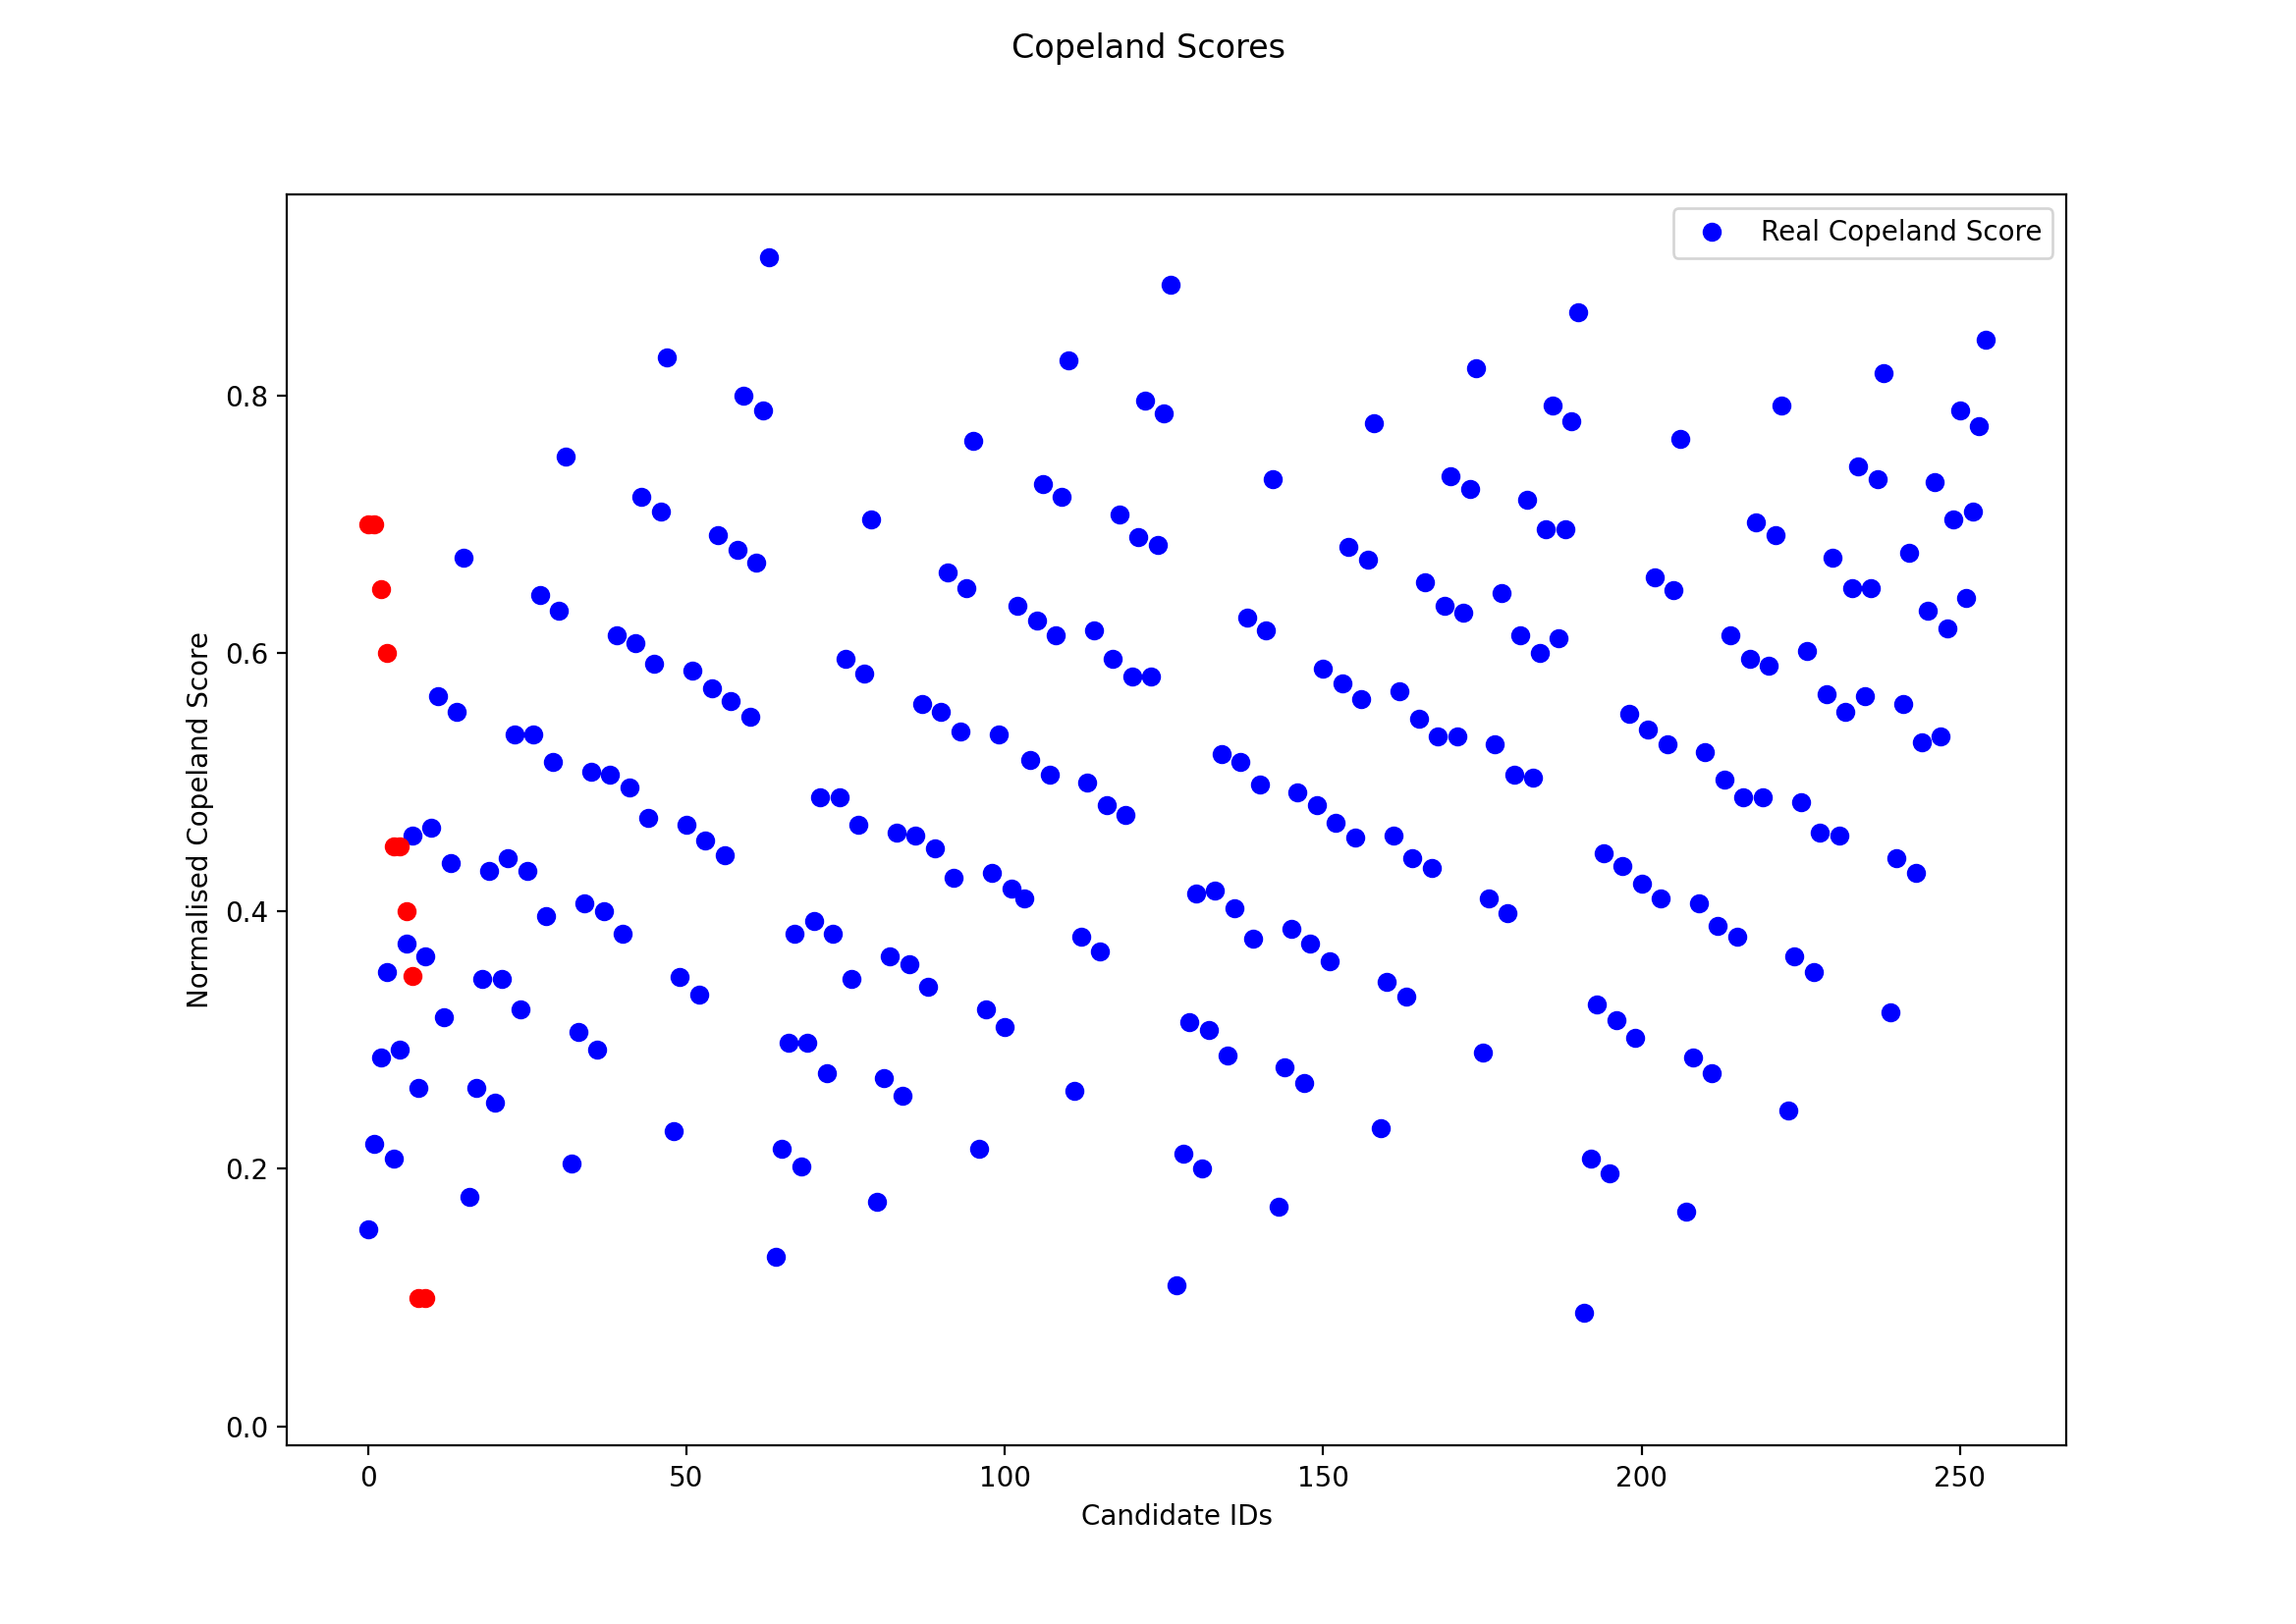 Copeland Scores
Real Copeland Score
Normalised Copeland Score
0.8
0.6
0.4
0.2
0.0
0 50 100 150 200 250
Candidate IDs